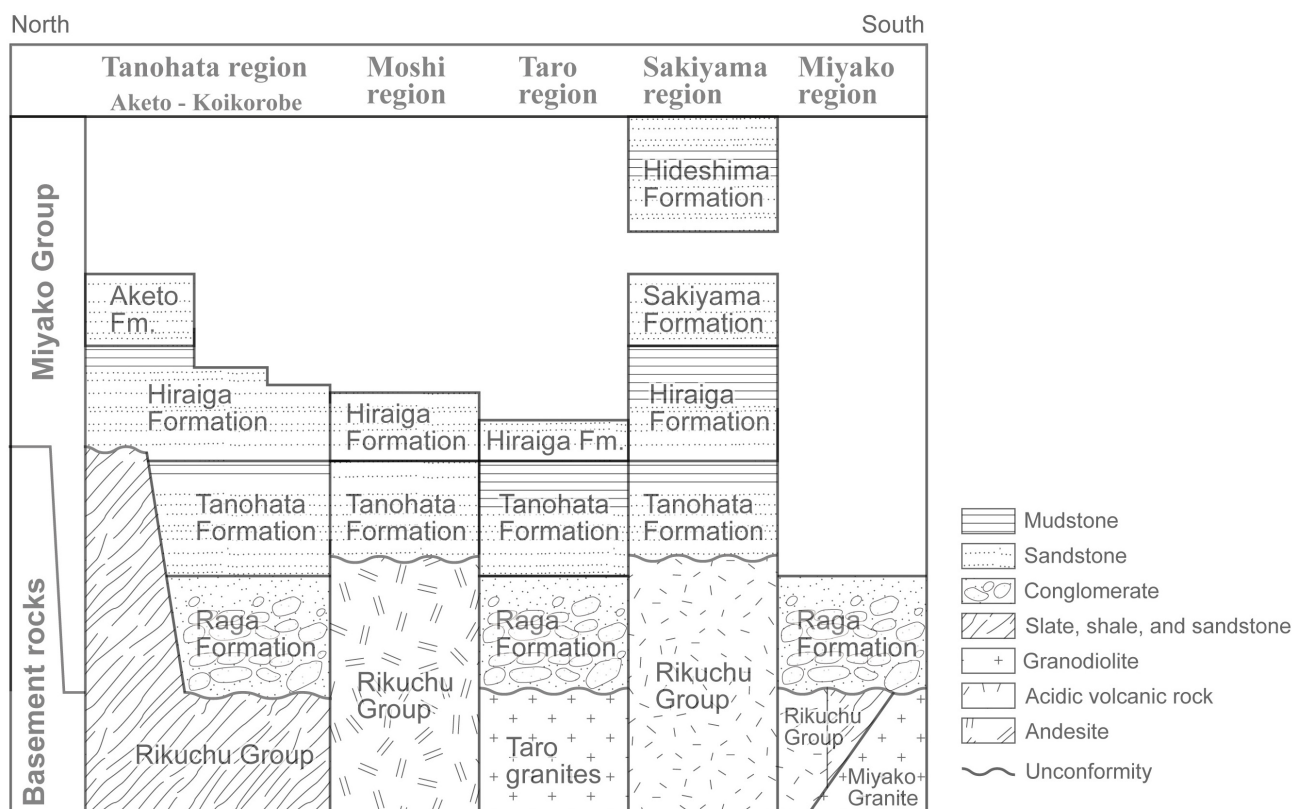 North
South
Tanohata region
Aketo - Koikorobe
Moshi
region
Taro
region
Sakiyama
region
Miyako
region
Miyako Group
Basement rocks
Aketo
Fm.
Hiraiga
Formation
Tanohata
Formation
Raga
Formation
Rikuchu Group
Hiraiga
Formation
Tanohata
Formation
Rikuchu
Group
Hiraiga Fm.
Tanohata
Formation
Raga
Formation
Taro
granites
Hideshima
Formation
Sakiyama
Formation
Hiraiga
Formation
Tanohata
Formation
Rikuchu
Group
Raga
Formation
Rikuchu
Group
Miyako
Granite
Mudstone
Sandstone
Conglomerate
Slate, shale, and sandstone
Granodiolite
Acidic volcanic rock
Andesite
Unconformity